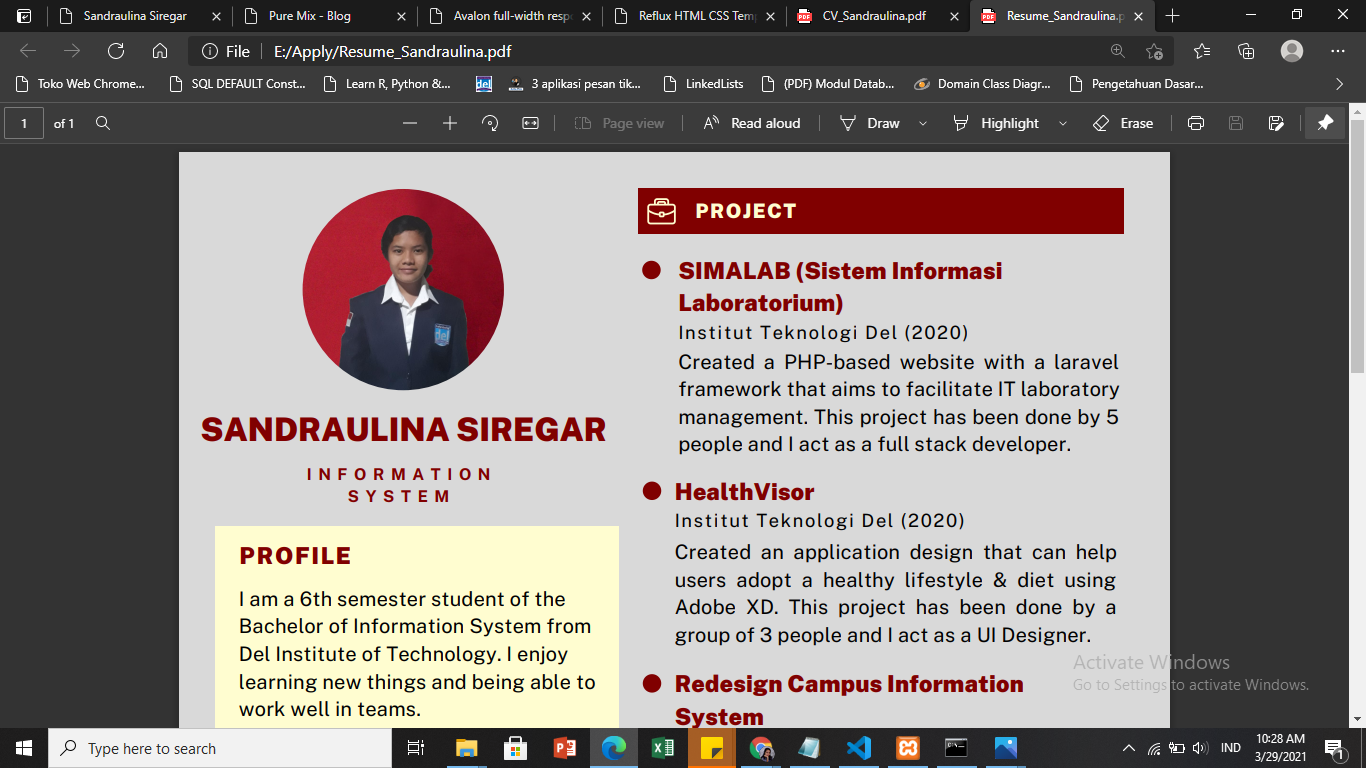 Sandraulina Siregar
Pure Mix - Blog
Avalon full-width resp
Reflux HTML CSS Tem
CV_Sandraulina.pdf
Resume_Sandraulina.p
File
E:/Apply/Resume_Sandraulina.pdf
Toko Web Chrome...
SQL DEFAULT Const...
Learn R, Python &...
del
3 aplikasi pesan tik...
LinkedLists
(PDF) Modul Datab...
Domain Class Diagr...
Pengetahuan Dasar...
1 of 1
Page view
Read aloud
Draw
Highlight
Erase
del
SANDRAULINA SIREGAR
INFORMATION
SYSTEM
PROFILE
I am a 6th semester student of the
Bachelor of Information System from
Del Institute of Technology. I enjoy
learning new things and being able to
work well in teams.
PROJECT
SIMALAB (Sistem Informasi
Laboratorium)
Institut Teknologi Del (2020)
Created a PHP-based website with a laravel
framework that aims to facilitate IT laboratory
management. This project has been done by 5
people and I act as a full stack developer.
HealthVisor
Institut Teknologi Del (2020)
Created an application design that can help
users adopt a healthy lifestyle & diet using
Adobe XD. This project has been done by a
group of 3 people and I act as a UI Designer.
Redesign Campus Information
System
Activate Windows
Go to Settings to activate Windows.
Type here to search
IND
10:28 AM
3/29/2021
1